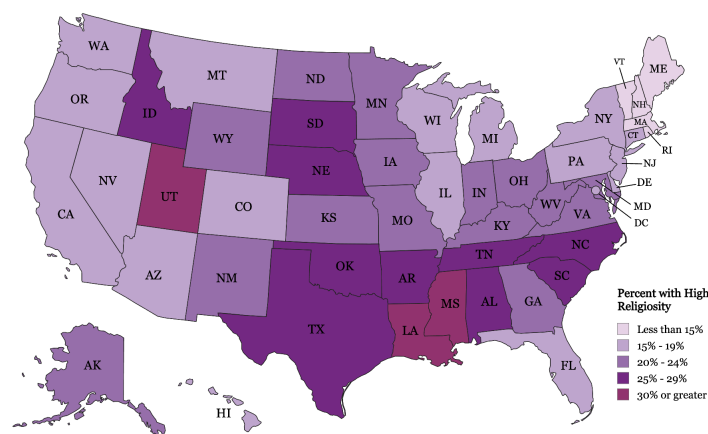 WA
MT
ND
MN
VT
ME
OR
ID
SD
WI
MI
NY
NH
MA
CT
RI
WY
NE
IA
PA
NJ
NV
UT
CO
KS
MO
IL
IN
OH
WV
VA
DE
MD
DC
CA
AZ
NM
OK
AR
KY
TN
NC
SC
TX
LA
MS
AL
GA
FL
AK
HI
Percent with High
Religiosity
Less than 15%
15% - 19%
20% - 24%
25% - 29%
30% or greater